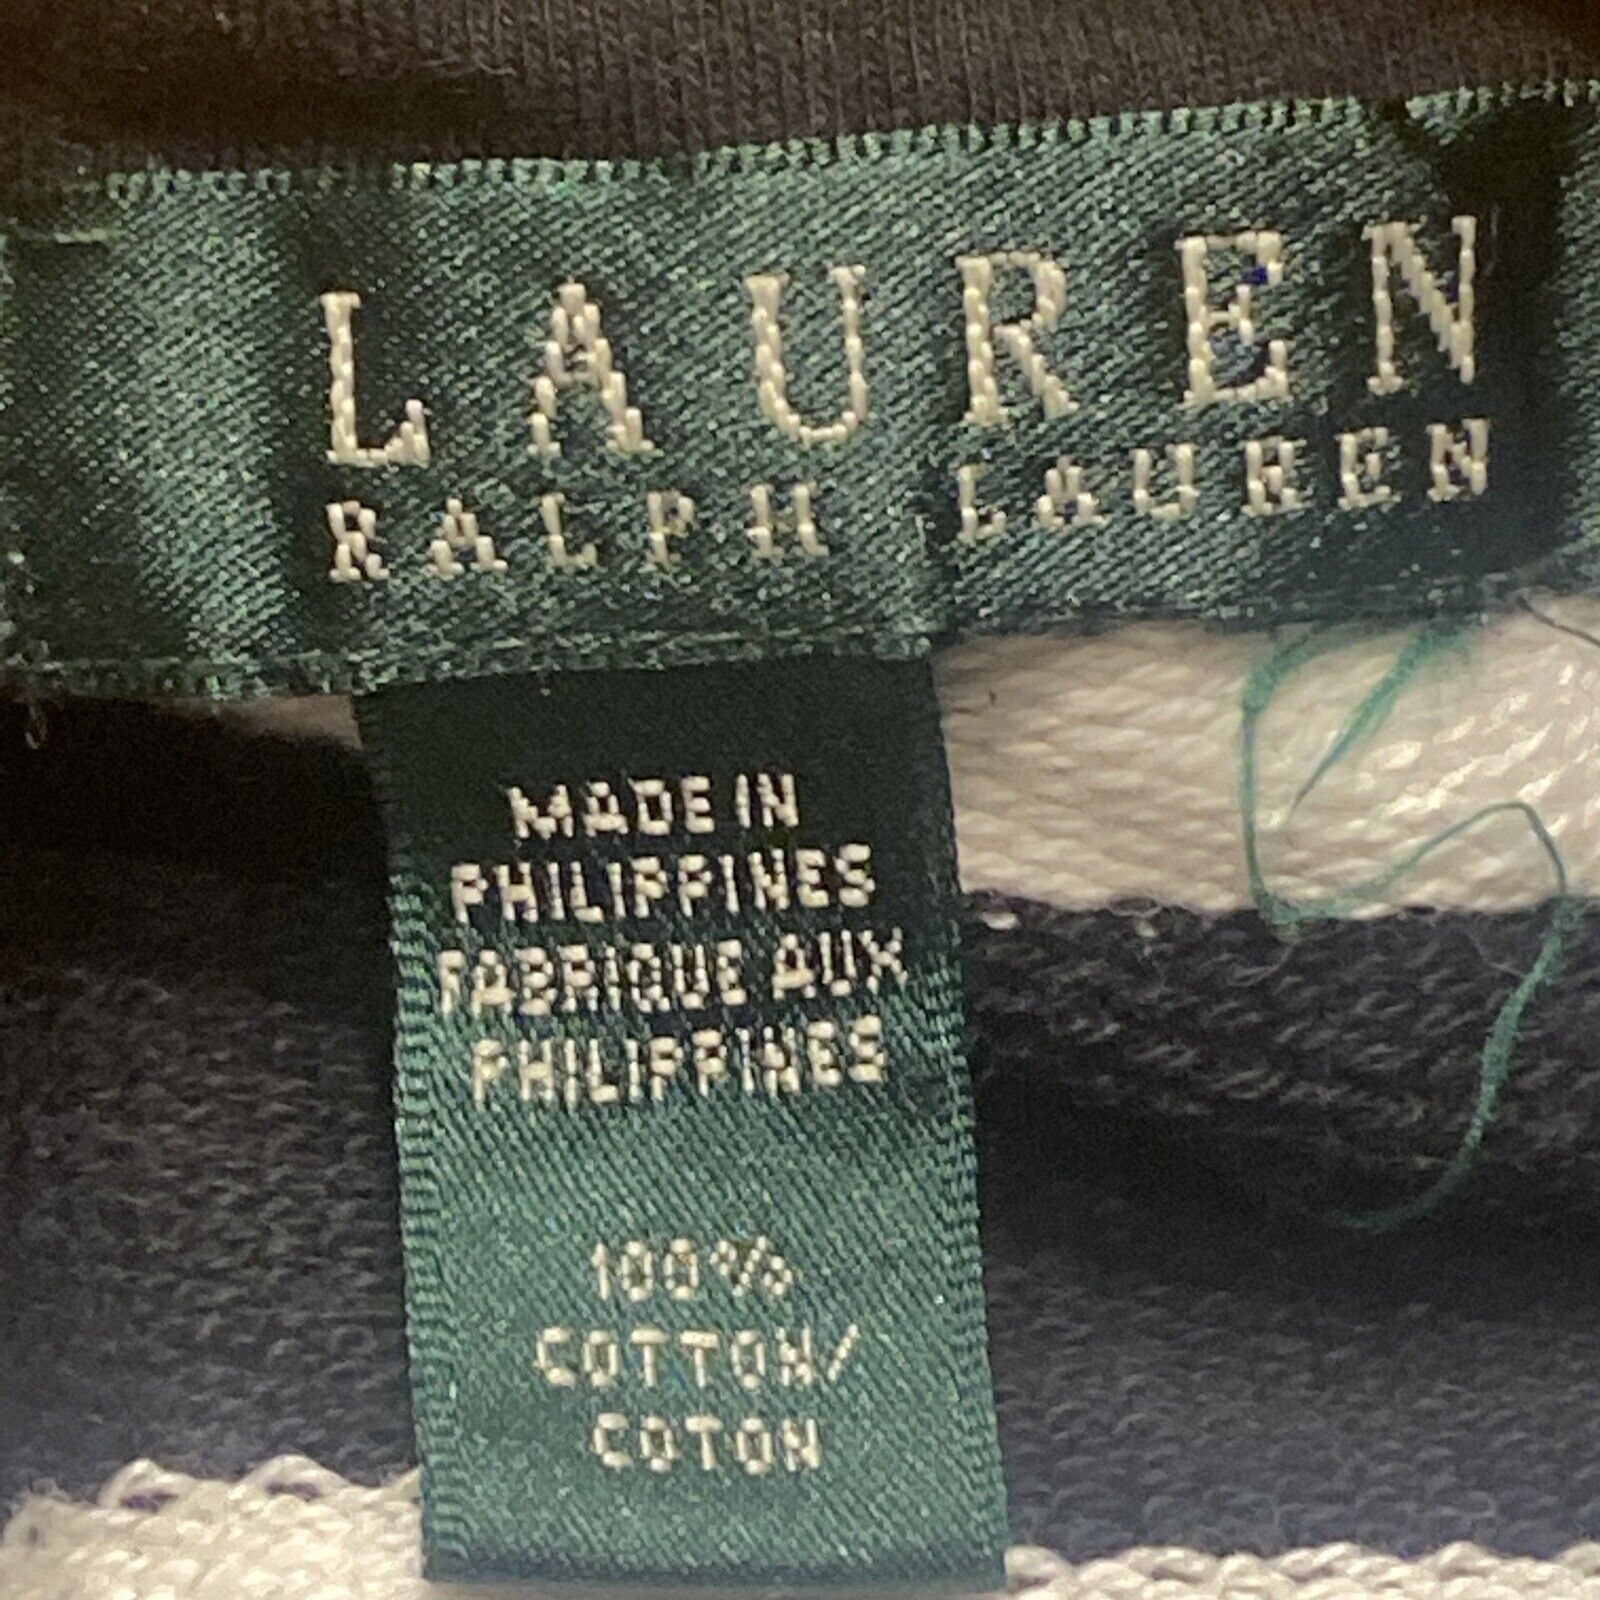 LAUREN
RALPH LAUREN
MADE IN
PHILIPPINES
FABRIQUE AUX
PHILIPPINES
100%
COTTON/
COTON